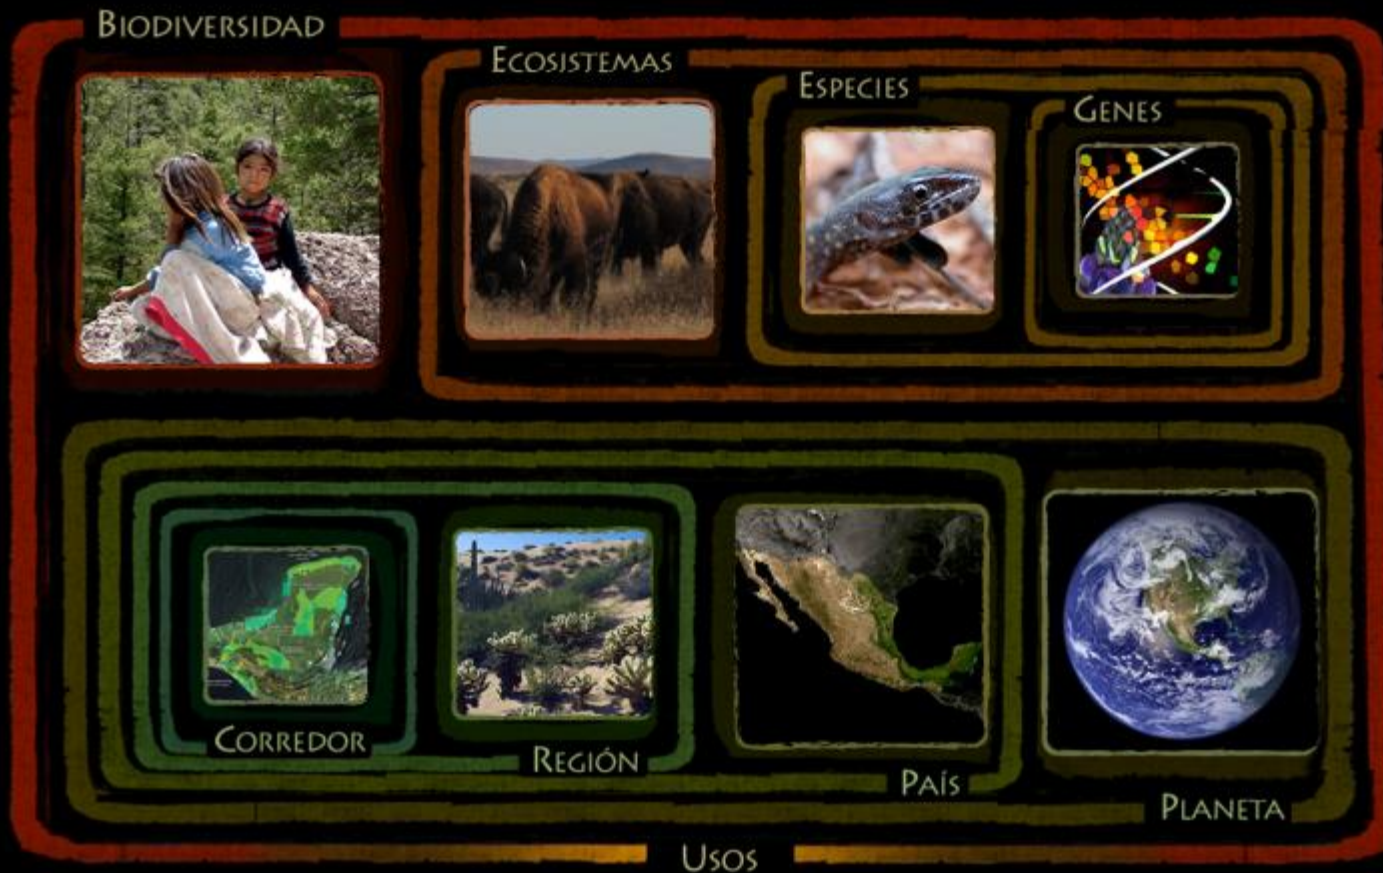 BIODIVERSIDAD
ECOSISTEMAS
ESPECIES
GENES
CORREDOR
REGIÓN
PAÍS
PLANETA
USOS